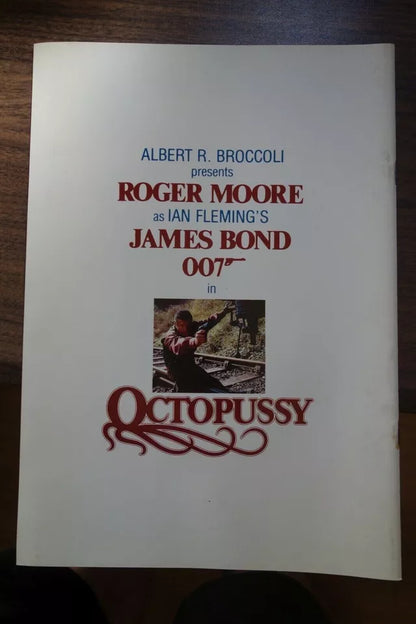 ALBERT R. BROCCOLI
presents
ROGER MOORE
as IAN FLEMING'S
JAMES BOND
007
in
OCTOPUSSY